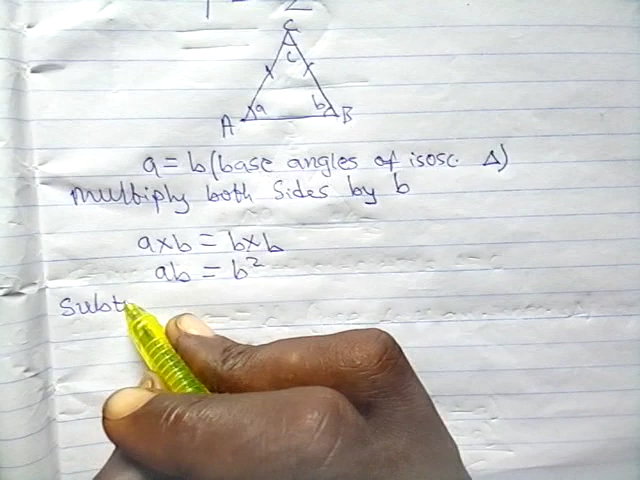 C
c
a b
A B
a = b (base angles of isosc. Δ)
multiply both sides by b
a×b = b×b
ab = b²
Subt